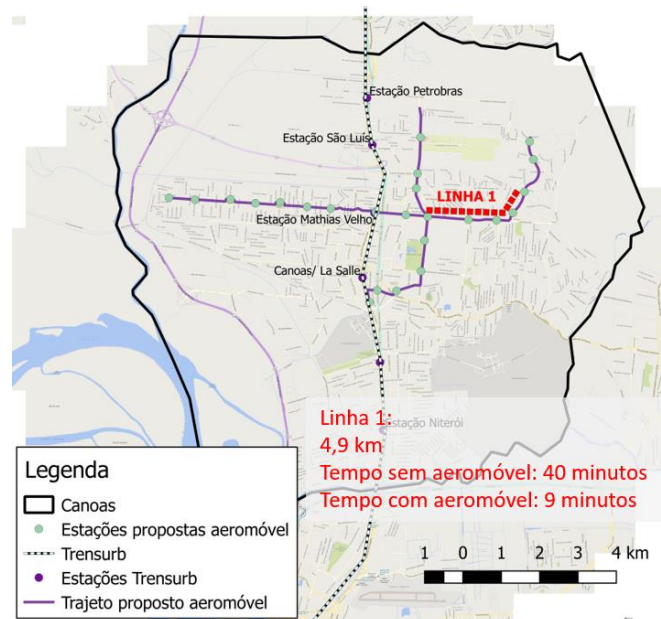 Estação Petrobras
Estação São Luís
LINHA 1
Estação Mathias Velho
Canoas/ La Salle
Estação Niterói
Linha 1:
4,9 km
Tempo sem aeromóvel: 40 minutos
Tempo com aeromóvel: 9 minutos
Legenda
Canoas
Estações propostas aeromóvel
Trensurb
Estações Trensurb
Trajeto proposto aeromóvel
1 0 1 2 3 4 km